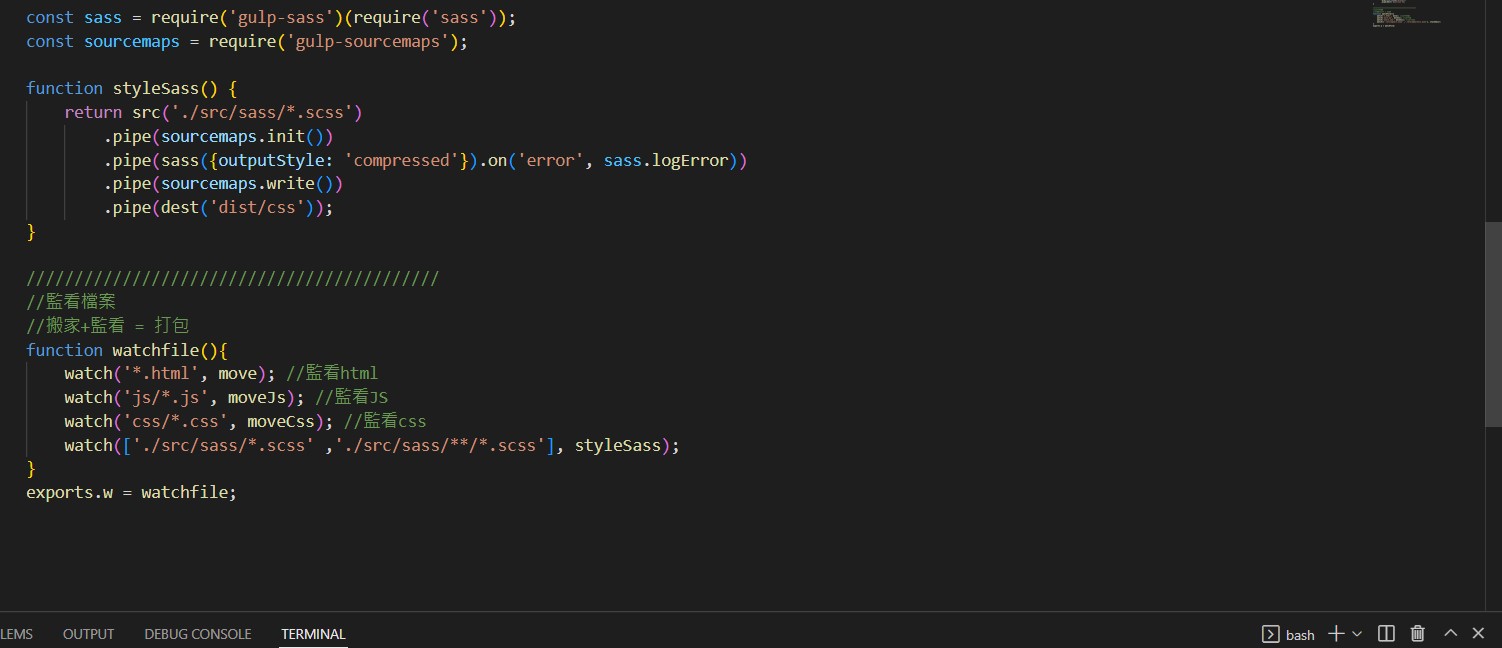 const sass = require('gulp-sass')(require('sass'));
const sourcemaps = require('gulp-sourcemaps');
function styleSass() {
    return src('./src/sass/*.scss')
        .pipe(sourcemaps.init())
        .pipe(sass({outputStyle: 'compressed'}).on('error', sass.logError))
        .pipe(sourcemaps.write())
        .pipe(dest('dist/css'));
}
///////////////////////////////////////////
//監看檔案
//搬家+監看 = 打包
function watchfile(){
    watch('*.html', move); //監看html
    watch('js/*.js', moveJs); //監看JS
    watch('css/*.css', moveCss); //監看css
    watch(['./src/sass/*.scss' ,'./src/sass/**/*.scss'], styleSass);
}
exports.w = watchfile;
LEMS OUTPUT DEBUG CONSOLE TERMINAL bash